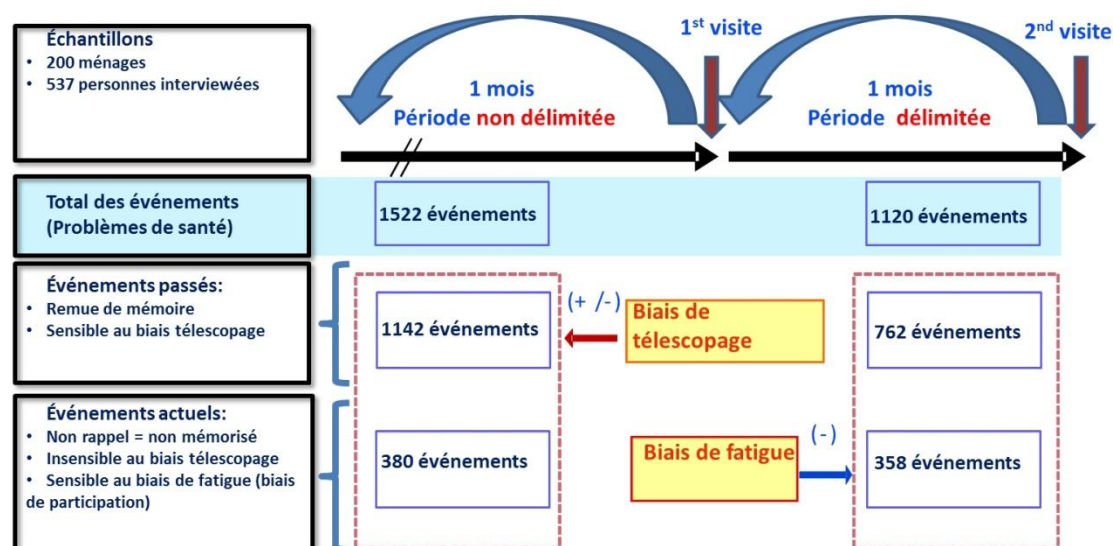 Échantillons
• 200 ménages
• 537 personnes interviewées
1 mois
Période non délimitée
1st visite
1 mois
Période délimitée
2nd visite
Total des événements
(Problèmes de santé)
1522 événements
1120 événements
Événements passés:
• Remue de mémoire
• Sensible au biais télescopage
1142 événements
(+ /-)
Biais de
télescopage
762 événements
Événements actuels:
• Non rappel = non mémorisé
• Insensible au biais télescopage
• Sensible au biais de fatigue (biais
de participation)
380 événements
Biais de fatigue
(-)
358 événements